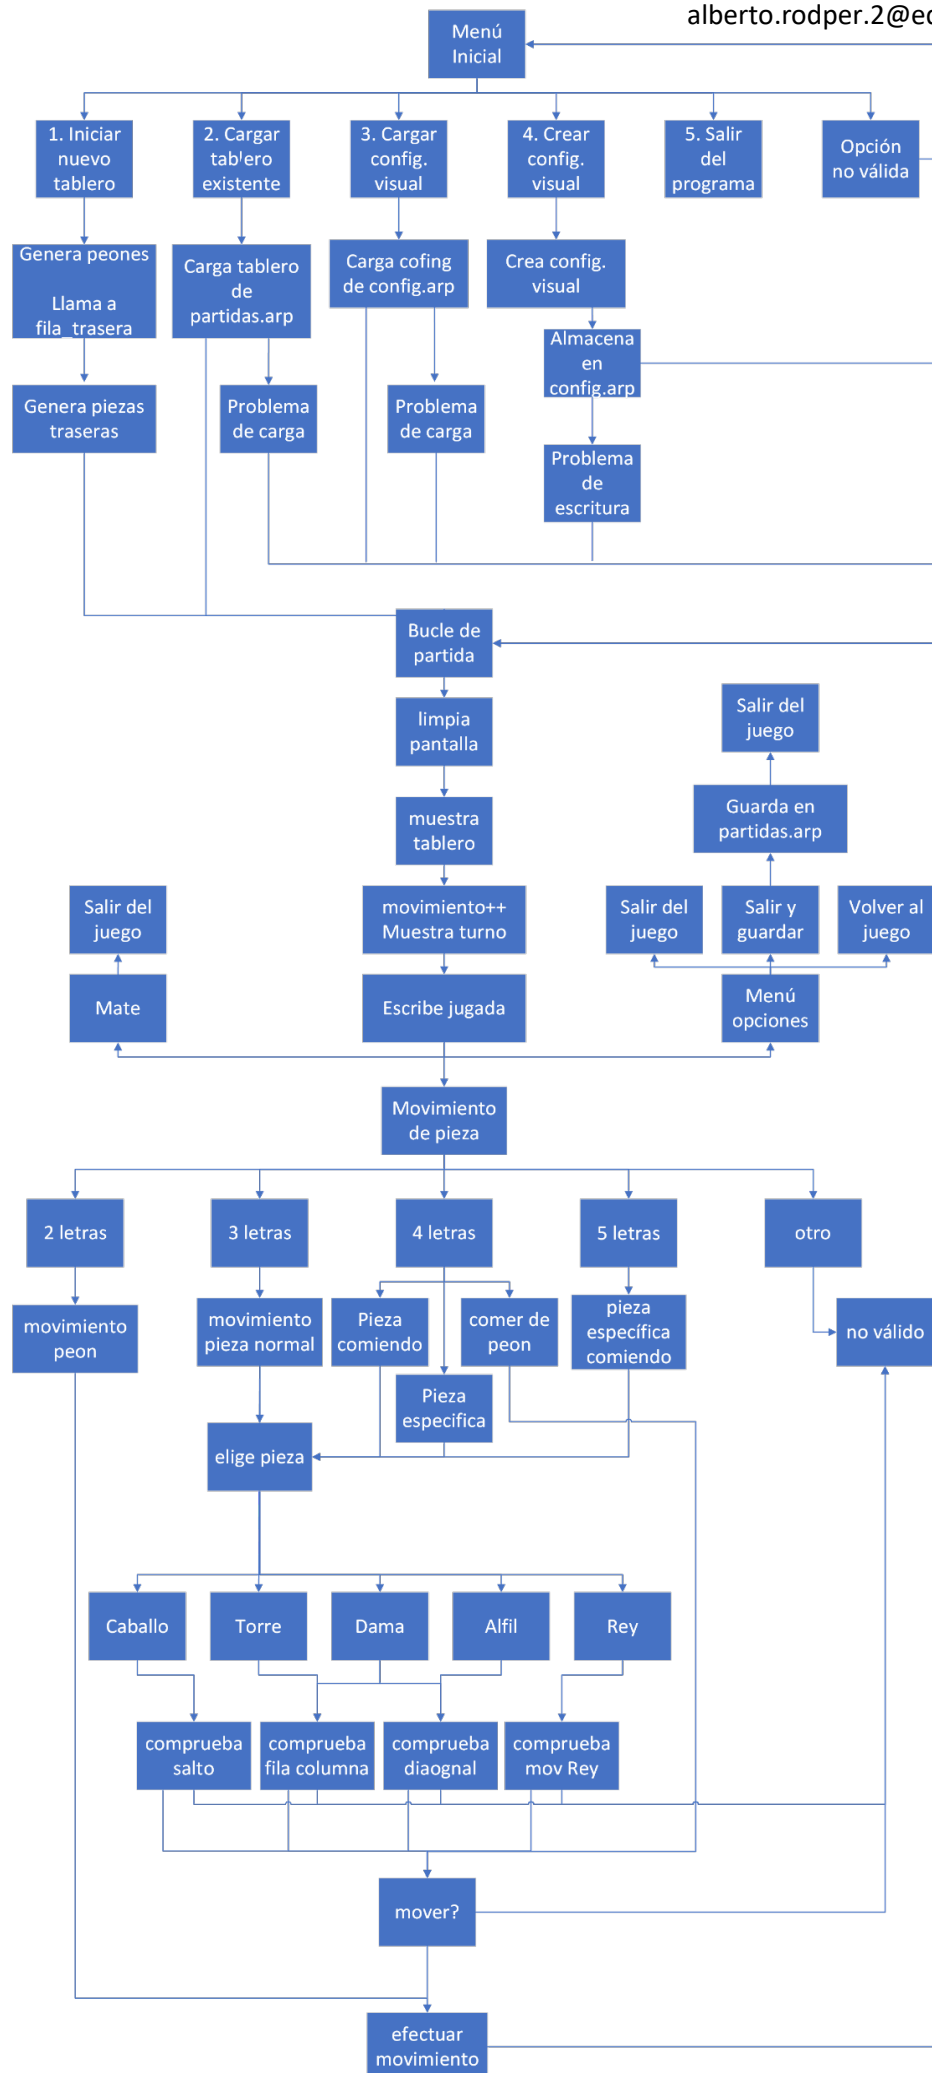 alberto.rodper.2@ed
Menú
Inicial
1. Iniciar
nuevo
tablero
2. Cargar
tablero
existente
3. Cargar
config.
visual
4. Crear
config.
visual
5. Salir
del
programa
Opción
no válida
Genera peones
Llama a
fila_trasera
Carga tablero
de
partidas.arp
Carga cofing
de config.arp
Crea config.
visual
Almacena
en
config.arp
Genera piezas
traseras
Problema
de carga
Problema
de carga
Problema
de
escritura
Bucle de
partida
limpia
pantalla
Salir del
juego
muestra
tablero
Guarda en
partidas.arp
Salir del
juego
movimiento++
Muestra turno
Salir del
juego
Salir y
guardar
Volver al
juego
Mate
Escribe jugada
Menú
opciones
Movimiento
de pieza
2 letras
3 letras
4 letras
5 letras
otro
movimiento
peon
movimiento
pieza normal
Pieza
comiendo
comer de
peon
pieza
específica
comiendo
no válido
Pieza
específica
elige pieza
Caballo
Torre
Dama
Alfil
Rey
comprueba
salto
comprueba
fila columna
comprueba
diaognal
comprueba
mov Rey
mover?
efectuar
movimiento